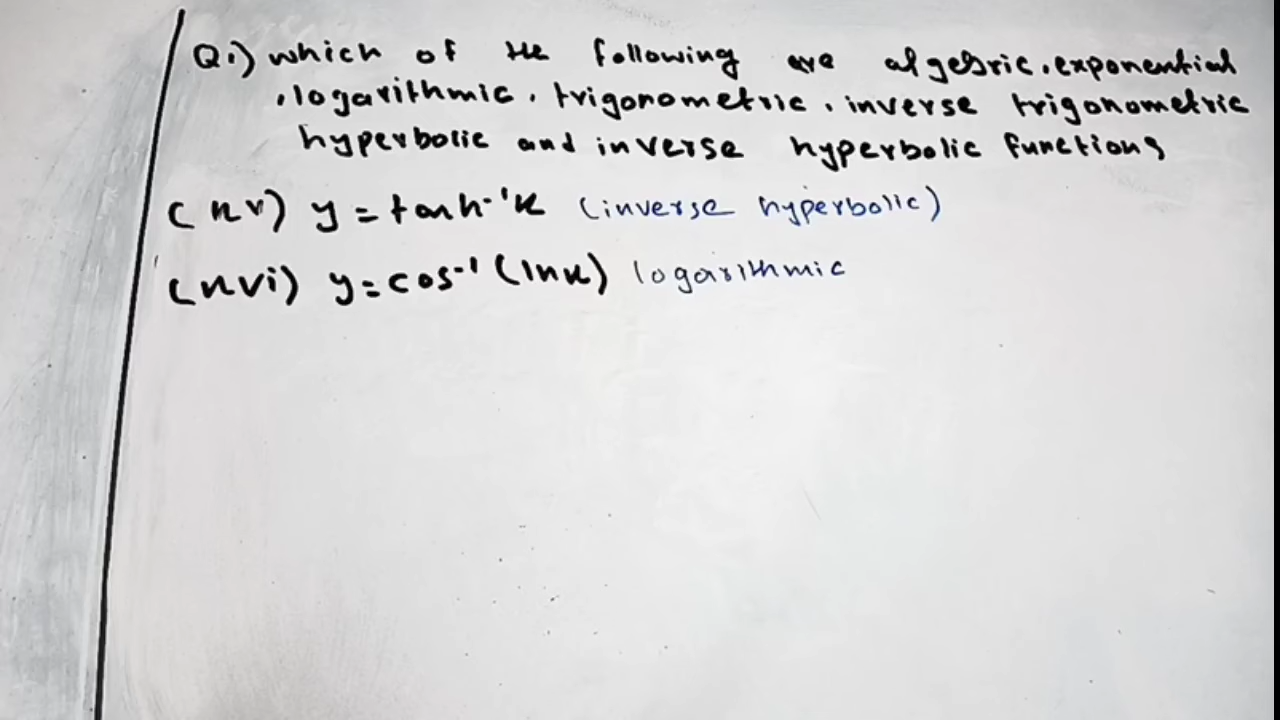 Q1) which of the following are algebric, exponential
, logarithmic, trigonometric, inverse trigonometric
hyperbolic and inverse hyperbolic functions
(xv) y = tanh⁻¹x (inverse hyperbolic)
(xvi) y = cos⁻¹ (lnx) logarithmic